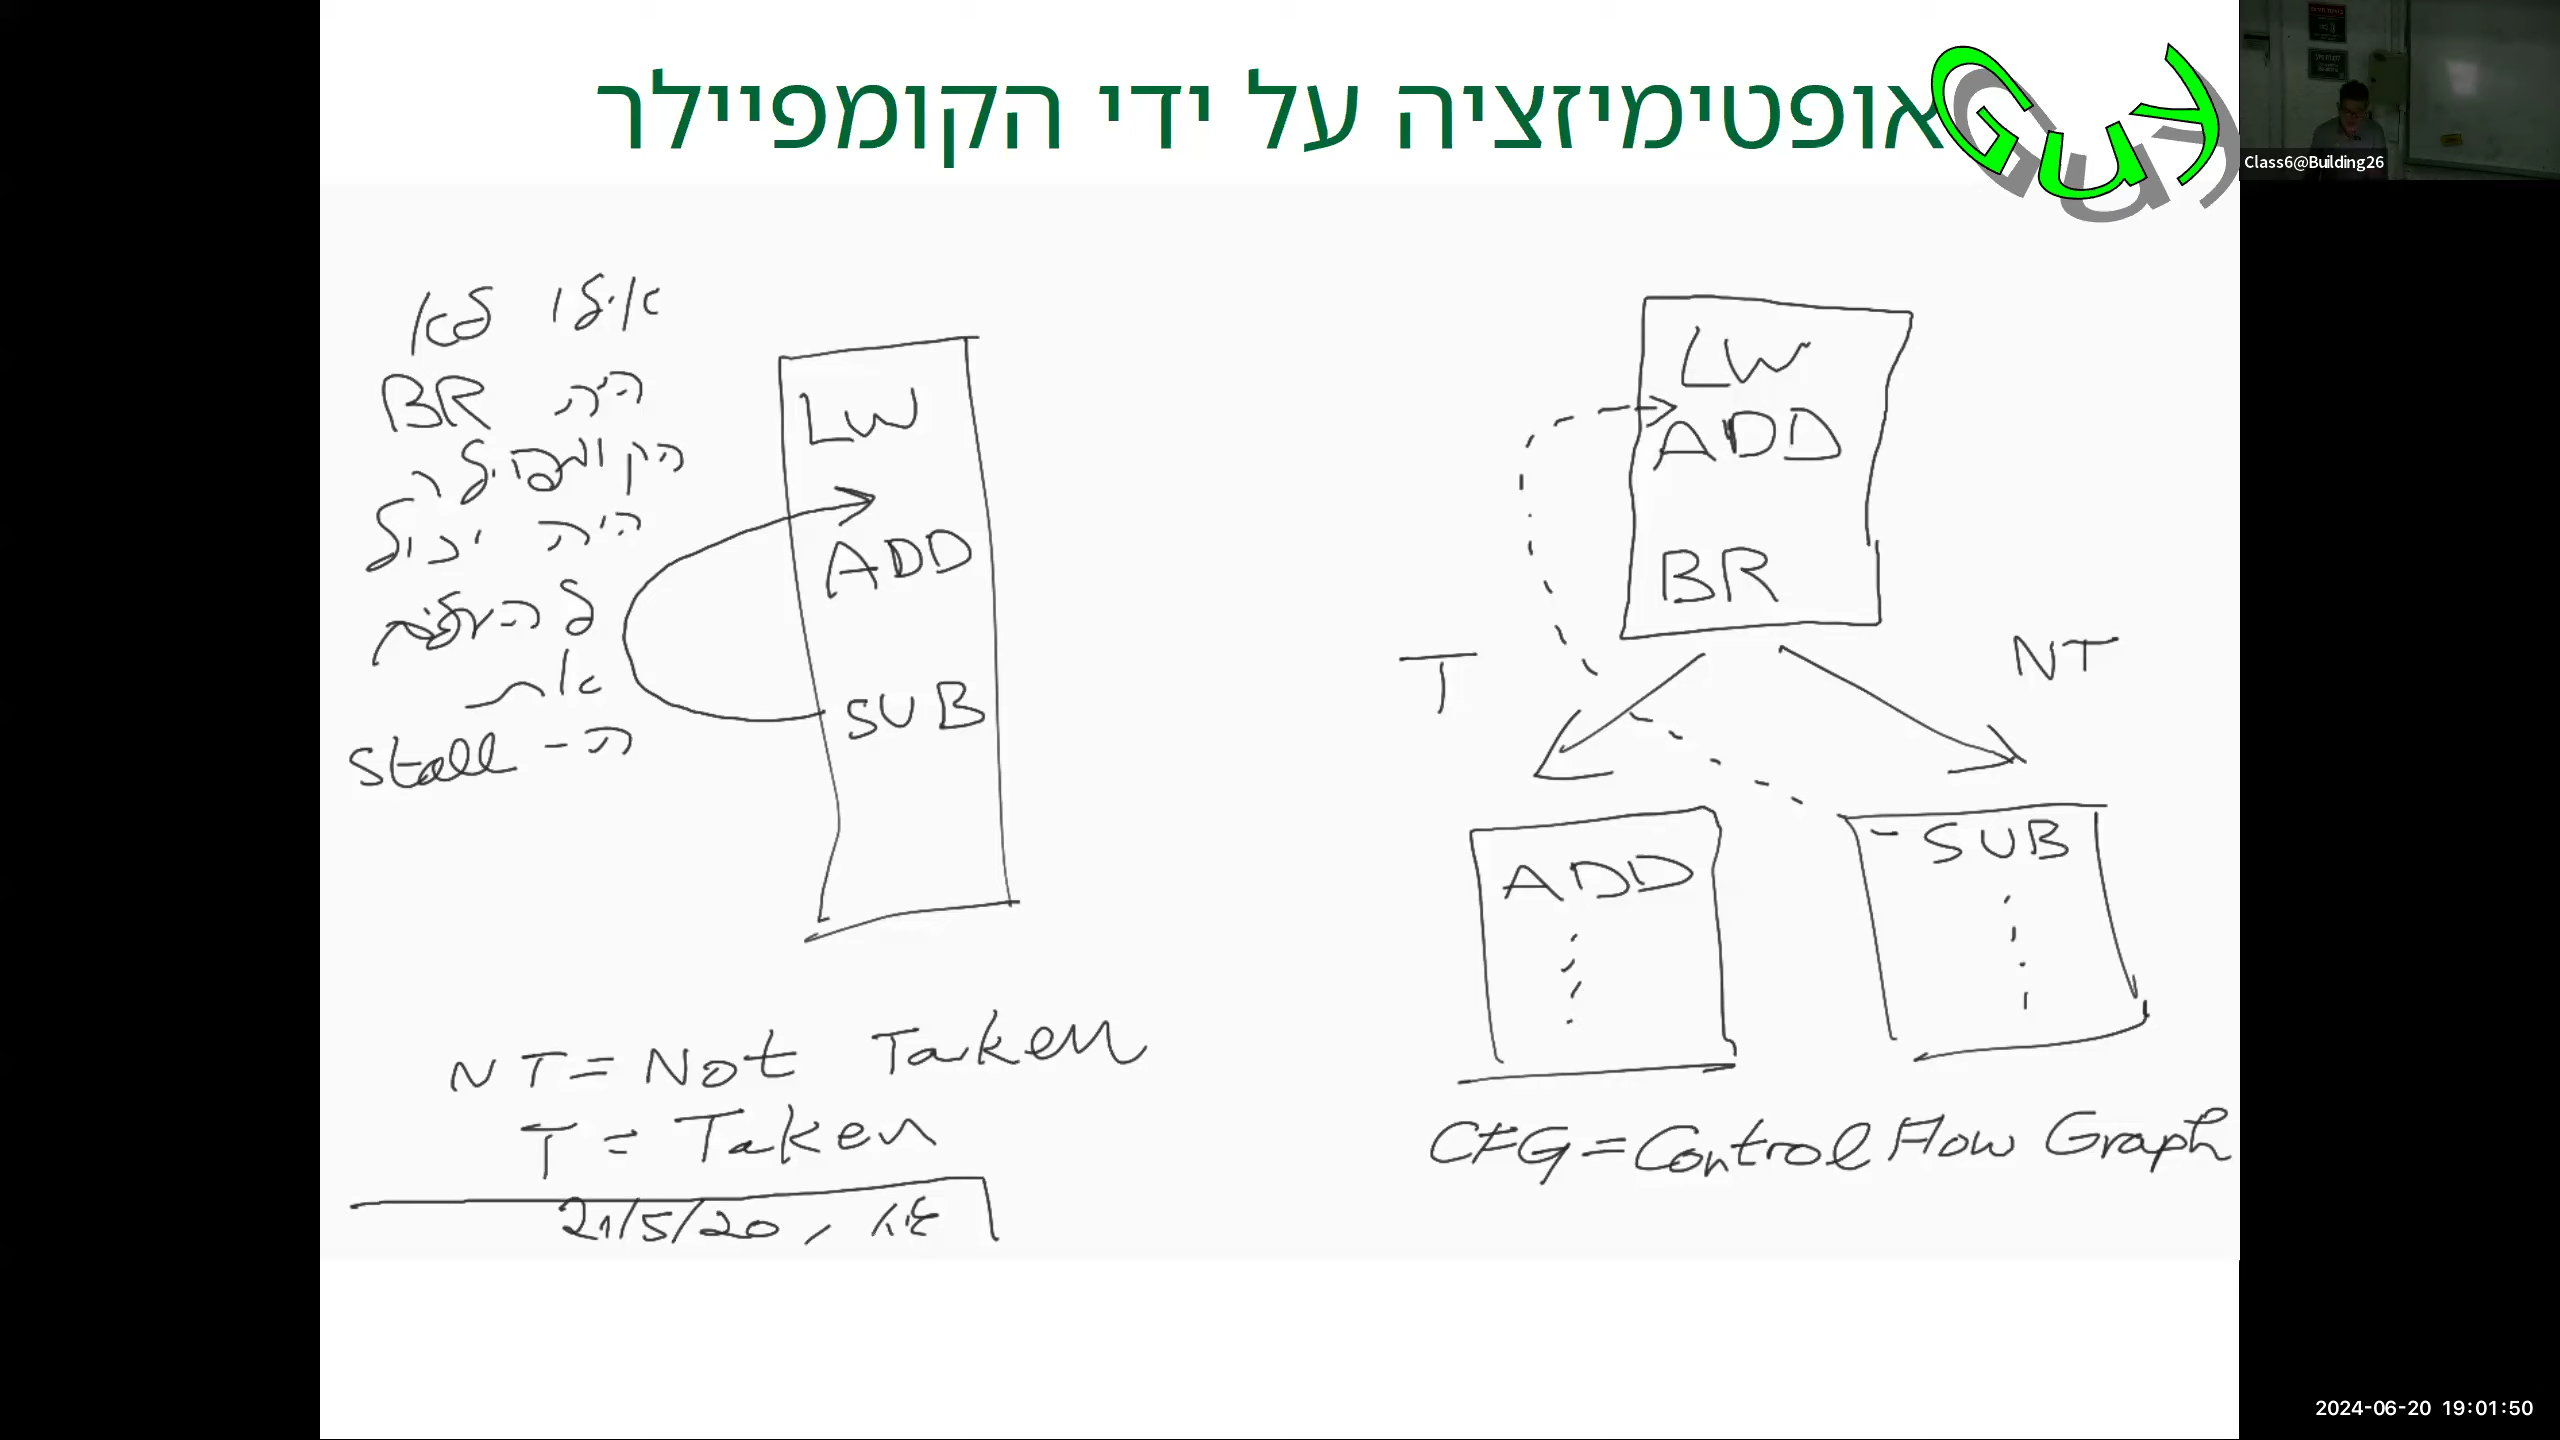 אופטימיזציה על ידי הקומפיילר
Guy
Class6@Building26
אילו לא
היה BR
הקומפילר
היה יכול
להעלים
את
ה- stall
LW
ADD
SUB
LW
ADD
BR
T
NT
ADD
SUB
NT = Not Taken
T = Taken
CFG = Control Flow Graph
21/5/20,
2024-06-20 19:01:50